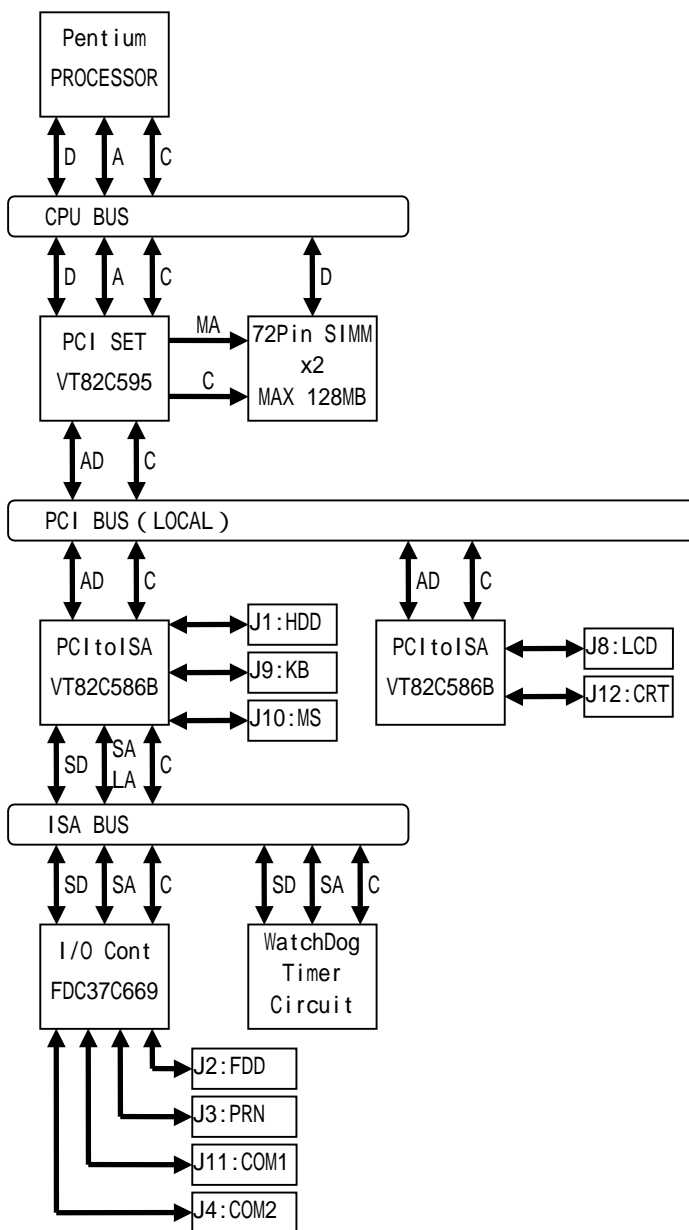 Pentium
PROCESSOR
D A C
CPU BUS
D A C D
PCI SET
VT82C595
MA
C
72Pin SIMM
x2
MAX 128MB
AD C
PCI BUS (LOCAL)
AD C AD C
PCItoISA
VT82C586B
J1:HDD
J9:KB
J10:MS
PCItoISA
VT82C586B
J8:LCD
J12:CRT
SD SA LA C
ISA BUS
SD SA C SD SA C
I/O Cont
FDC37C669
WatchDog
Timer
Circuit
J2:FDD
J3:PRN
J11:COM1
J4:COM2